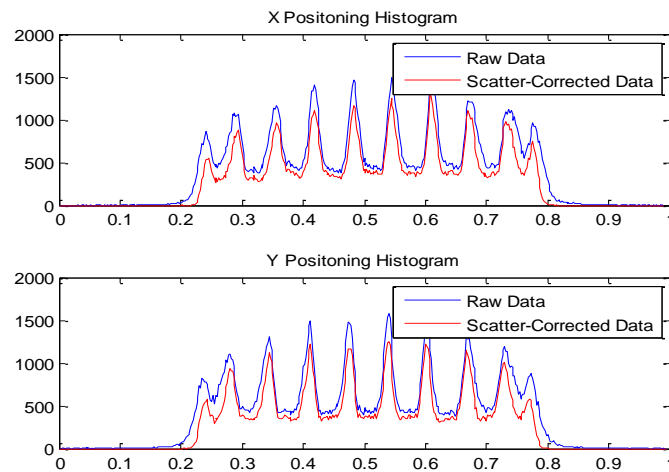 X Positoning Histogram
2000
1500
1000
500
0
Raw Data
Scatter-Corrected Data
0 0.1 0.2 0.3 0.4 0.5 0.6 0.7 0.8 0.9
Y Positoning Histogram
2000
1500
1000
500
0
Raw Data
Scatter-Corrected Data
0 0.1 0.2 0.3 0.4 0.5 0.6 0.7 0.8 0.9